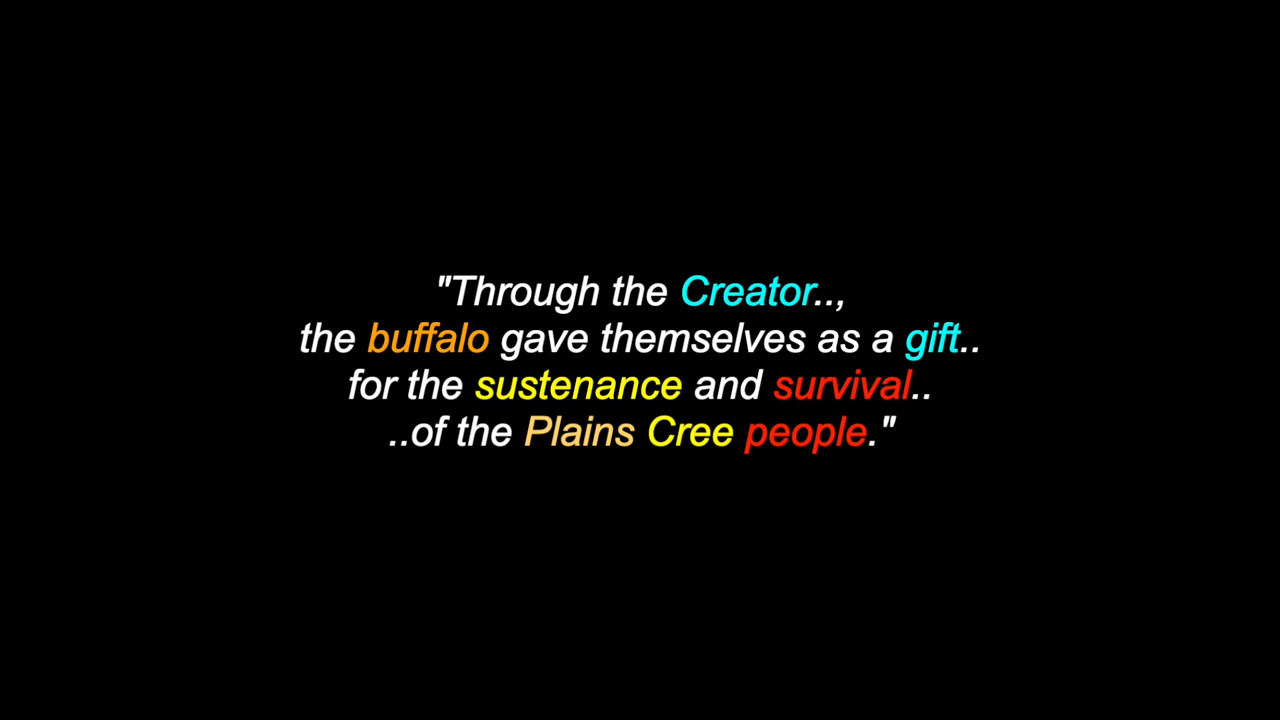 "Through the Creator..,
the buffalo gave themselves as a gift..
for the sustenance and survival..
..of the Plains Cree people."